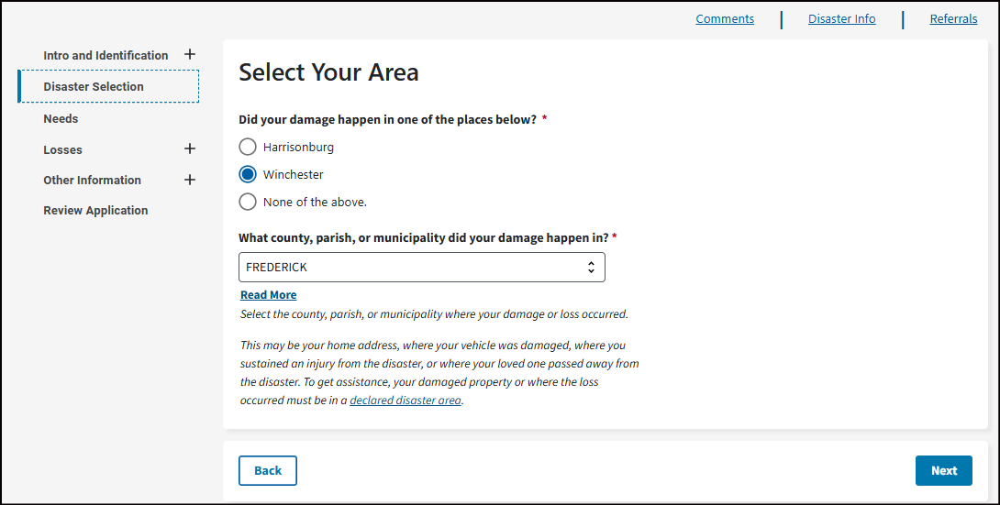 Comments | Disaster Info | Referrals
Intro and Identification +
Disaster Selection
Needs
Losses +
Other Information +
Review Application
Select Your Area
Did your damage happen in one of the places below? *
Harrisonburg
Winchester
None of the above.
What county, parish, or municipality did your damage happen in? *
FREDERICK
Read More
Select the county, parish, or municipality where your damage or loss occurred.
This may be your home address, where your vehicle was damaged, where you
sustained an injury from the disaster, or where your loved one passed away from
the disaster. To get assistance, your damaged property or where the loss
occurred must be in a declared disaster area.
Back
Next